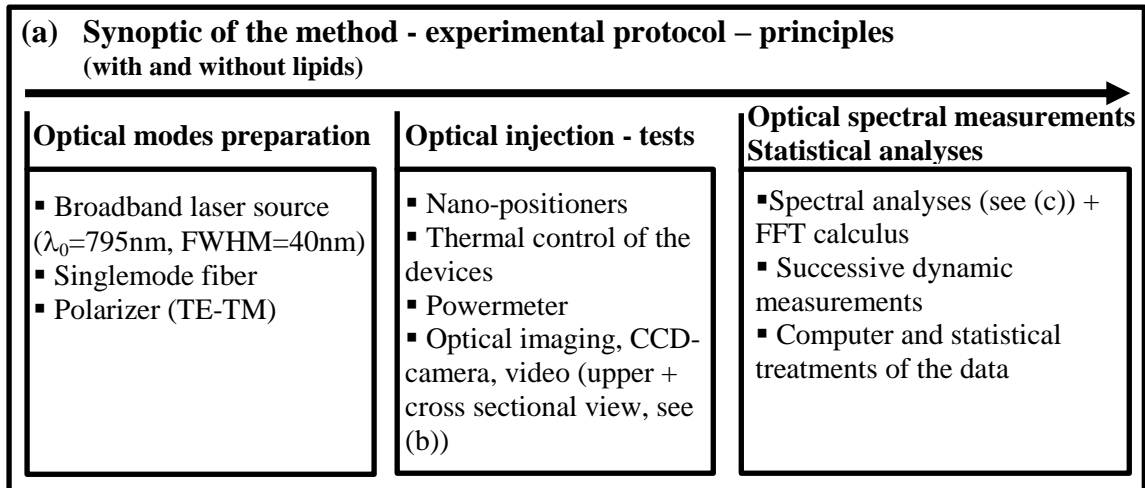 (a) Synoptic of the method - experimental protocol – principles
(with and without lipids)
Optical modes preparation
▪ Broadband laser source
(λ₀=795nm, FWHM=40nm)
▪ Singlemode fiber
▪ Polarizer (TE-TM)
Optical injection - tests
▪ Nano-positioners
▪ Thermal control of the
devices
▪ Powermeter
▪ Optical imaging, CCD-
camera, video (upper +
cross sectional view, see
(b))
Optical spectral measurements
Statistical analyses
▪Spectral analyses (see (c)) +
FFT calculus
▪ Successive dynamic
measurements
▪ Computer and statistical
treatments of the data